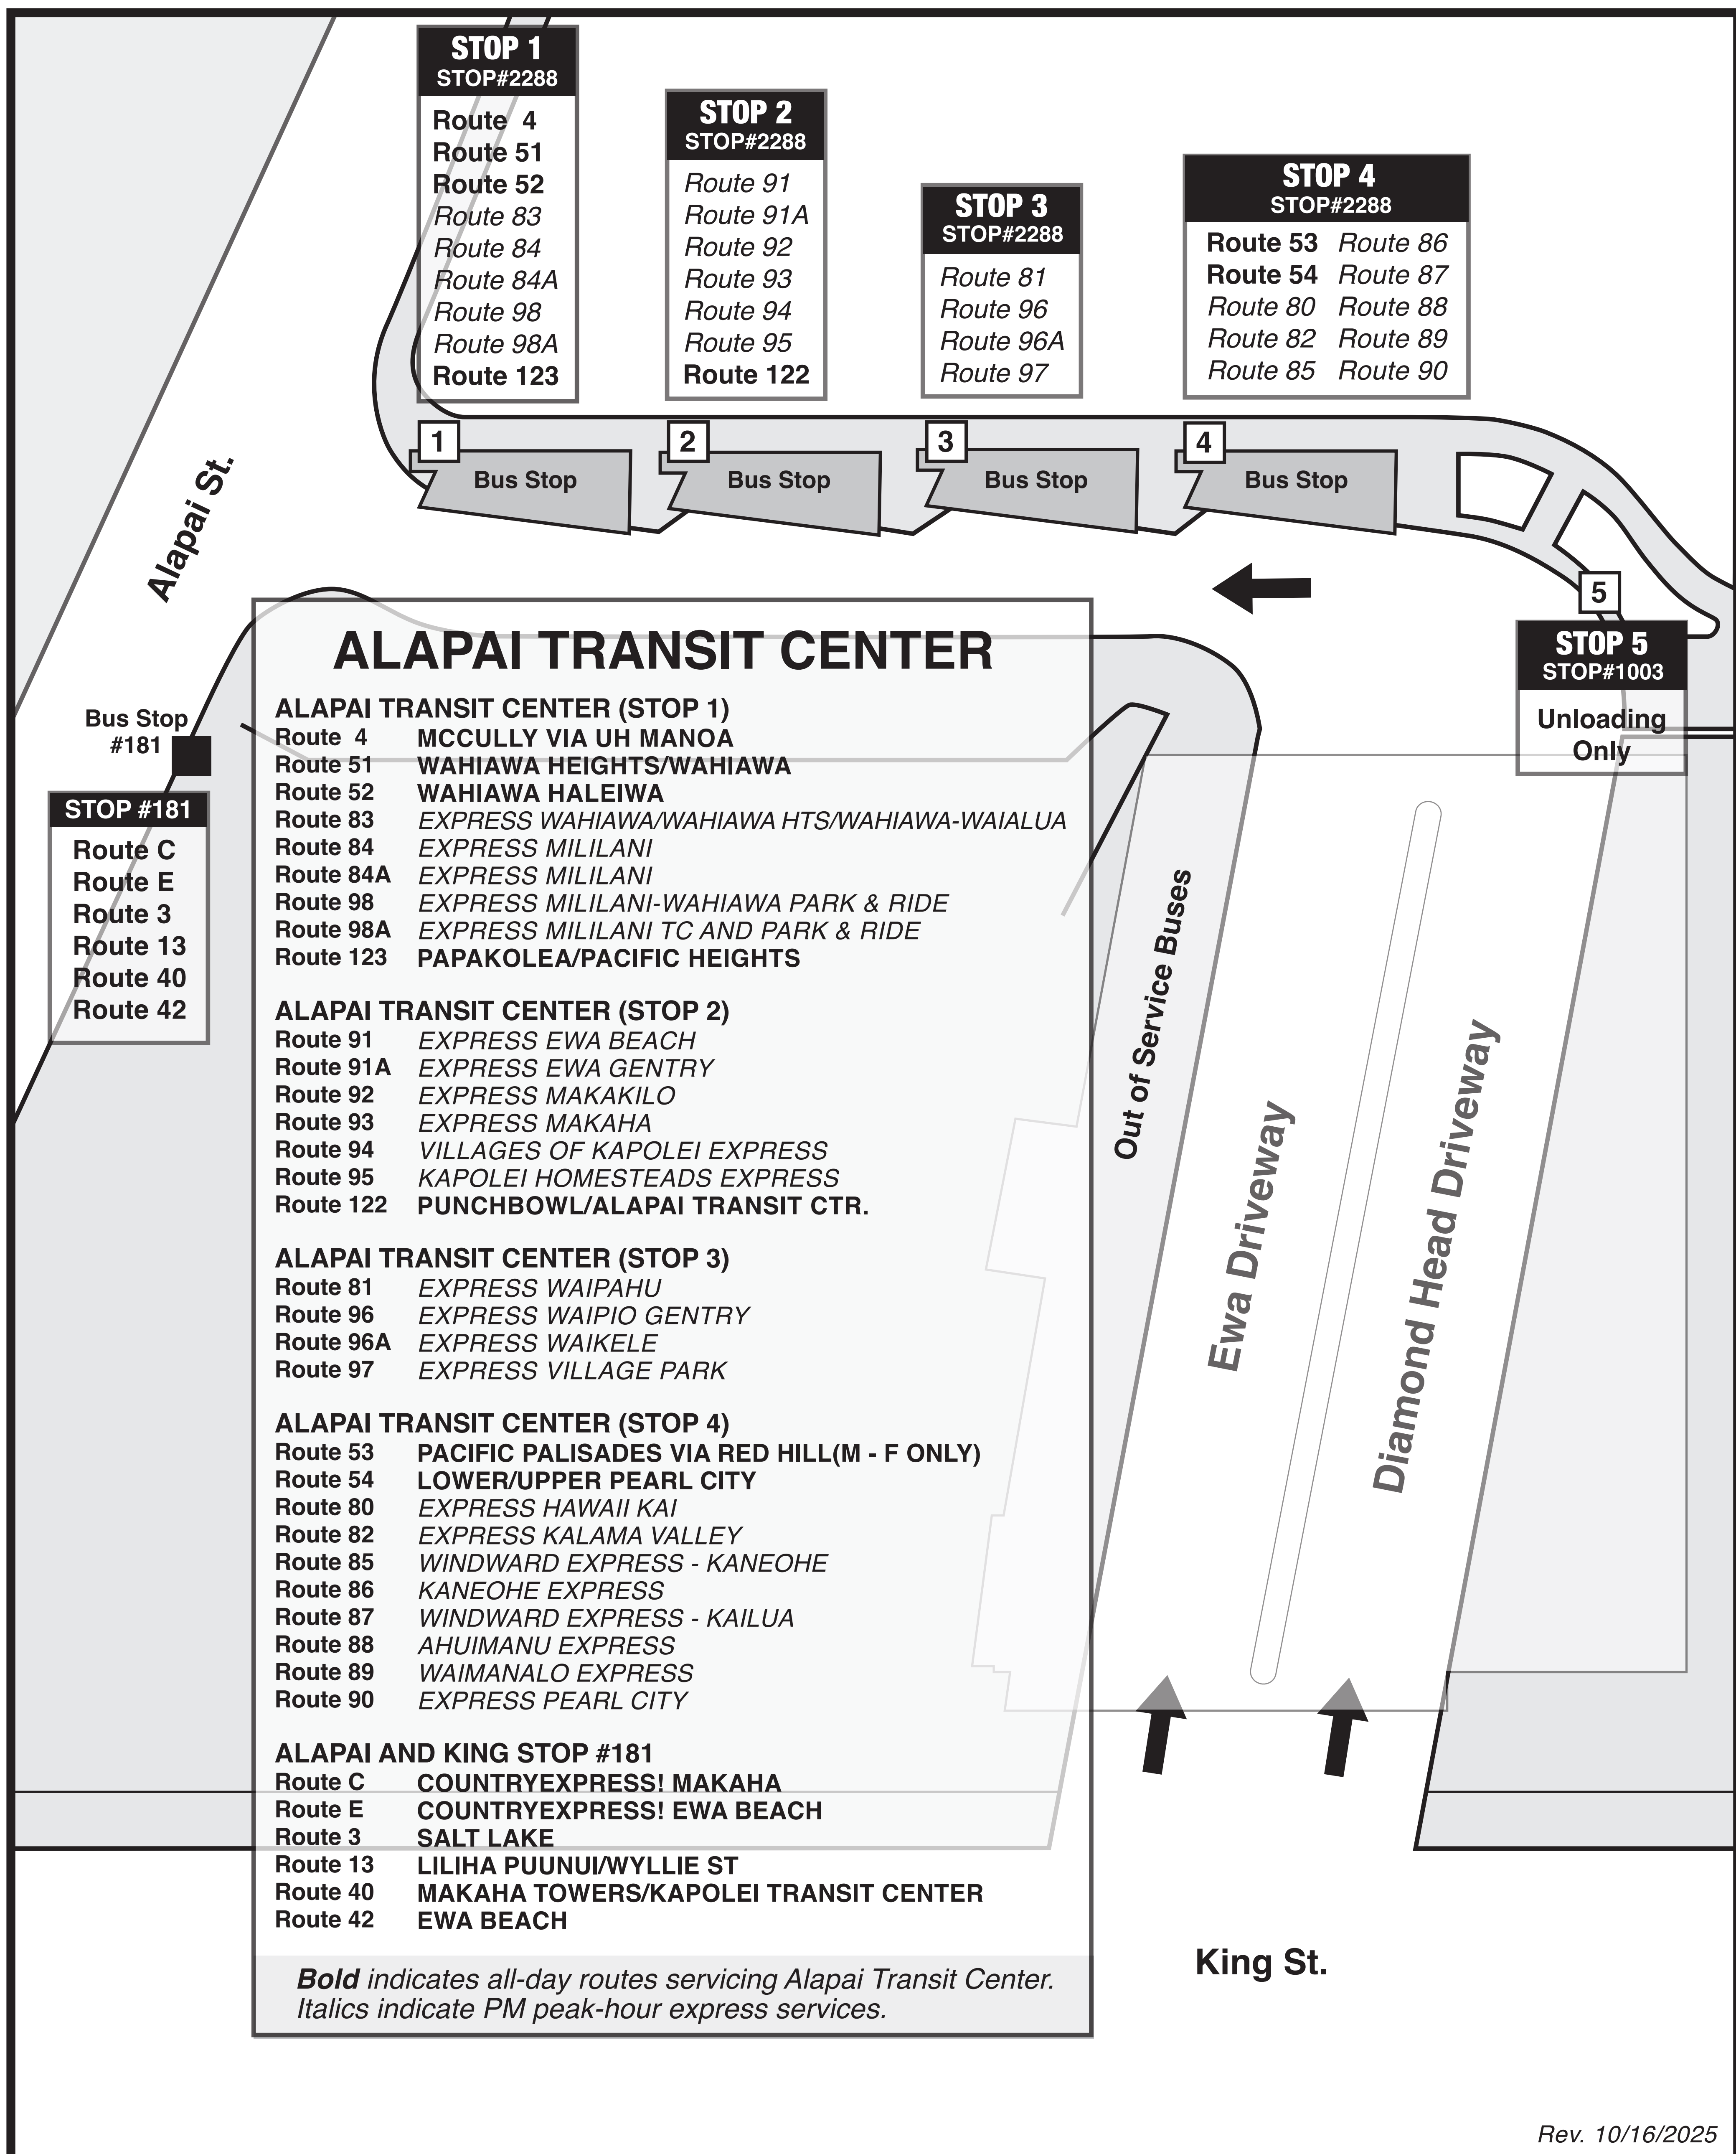 STOP 1
STOP#2288
Route 4
Route 51
Route 52
Route 83
Route 84
Route 84A
Route 98
Route 98A
Route 123
STOP 2
STOP#2288
Route 91
Route 91A
Route 92
Route 93
Route 94
Route 95
Route 122
STOP 3
STOP#2288
Route 81
Route 96
Route 96A
Route 97
STOP 4
STOP#2288
Route 53 Route 86
Route 54 Route 87
Route 80 Route 88
Route 82 Route 89
Route 85 Route 90
1
Bus Stop
2
Bus Stop
3
Bus Stop
4
Bus Stop
5
STOP 5
STOP#1003
Unloading
Only
Alapai St.
Bus Stop
#181
STOP #181
Route C
Route E
Route 3
Route 13
Route 40
Route 42
ALAPAI TRANSIT CENTER
ALAPAI TRANSIT CENTER (STOP 1)
Route 4 MCCULLY VIA UH MANOA
Route 51 WAHIAWA HEIGHTS/WAHIAWA
Route 52 WAHIAWA HALEIWA
Route 83 EXPRESS WAHIAWA/WAHIAWA HTS/WAHIAWA-WAIALUA
Route 84 EXPRESS MILILANI
Route 84A EXPRESS MILILANI
Route 98 EXPRESS MILILANI-WAHIAWA PARK & RIDE
Route 98A EXPRESS MILILANI TC AND PARK & RIDE
Route 123 PAPAKOLEA/PACIFIC HEIGHTS
ALAPAI TRANSIT CENTER (STOP 2)
Route 91 EXPRESS EWA BEACH
Route 91A EXPRESS EWA GENTRY
Route 92 EXPRESS MAKAKILO
Route 93 EXPRESS MAKAHA
Route 94 VILLAGES OF KAPOLEI EXPRESS
Route 95 KAPOLEI HOMESTEADS EXPRESS
Route 122 PUNCHBOWL/ALAPAI TRANSIT CTR.
ALAPAI TRANSIT CENTER (STOP 3)
Route 81 EXPRESS WAIPAHU
Route 96 EXPRESS WAIPIO GENTRY
Route 96A EXPRESS WAIKELE
Route 97 EXPRESS VILLAGE PARK
ALAPAI TRANSIT CENTER (STOP 4)
Route 53 PACIFIC PALISADES VIA RED HILL(M - F ONLY)
Route 54 LOWER/UPPER PEARL CITY
Route 80 EXPRESS HAWAII KAI
Route 82 EXPRESS KALAMA VALLEY
Route 85 WINDWARD EXPRESS - KANEOHE
Route 86 KANEOHE EXPRESS
Route 87 WINDWARD EXPRESS - KAILUA
Route 88 AHUIMANU EXPRESS
Route 89 WAIMANALO EXPRESS
Route 90 EXPRESS PEARL CITY
ALAPAI AND KING STOP #181
Route C COUNTRYEXPRESS! MAKAHA
Route E COUNTRYEXPRESS! EWA BEACH
Route 3 SALT LAKE
Route 13 LILIHA PUUNUI/WYLLIE ST
Route 40 MAKAHA TOWERS/KAPOLEI TRANSIT CENTER
Route 42 EWA BEACH
Bold indicates all-day routes servicing Alapai Transit Center.
Italics indicate PM peak-hour express services.
Out of Service Buses
Ewa Driveway
Diamond Head Driveway
King St.
Rev. 10/16/2025